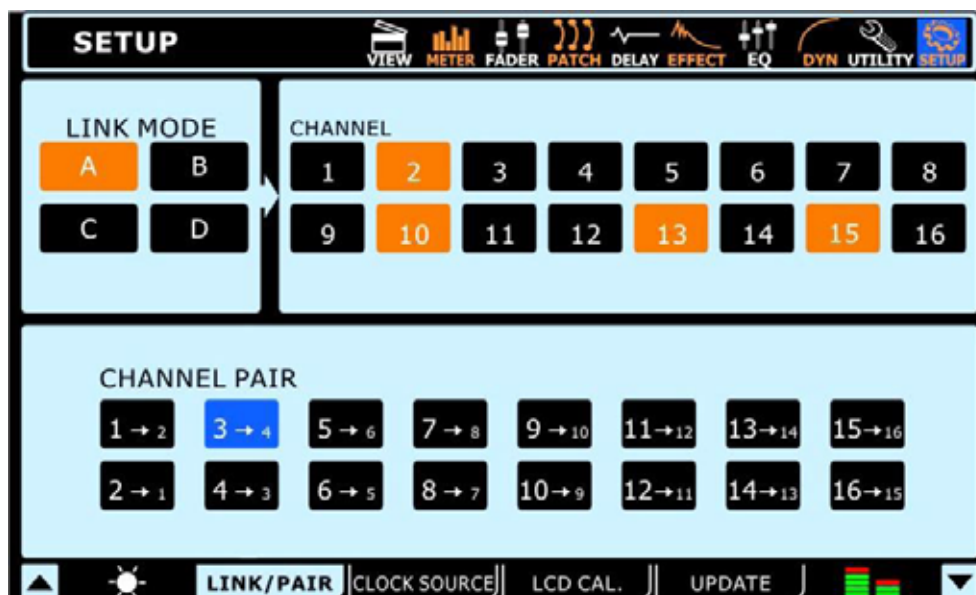 SETUP VIEW METER FADER PATCH DELAY EFFECT EQ DYN UTILITY SETUP
LINK MODE
A B
C D
CHANNEL
1 2 3 4 5 6 7 8
9 10 11 12 13 14 15 16
CHANNEL PAIR
1→2 3→4 5→6 7→8 9→10 11→12 13→14 15→16
2→1 4→3 6→5 8→7 10→9 12→11 14→13 16→15
LINK/PAIR CLOCK SOURCE LCD CAL. UPDATE